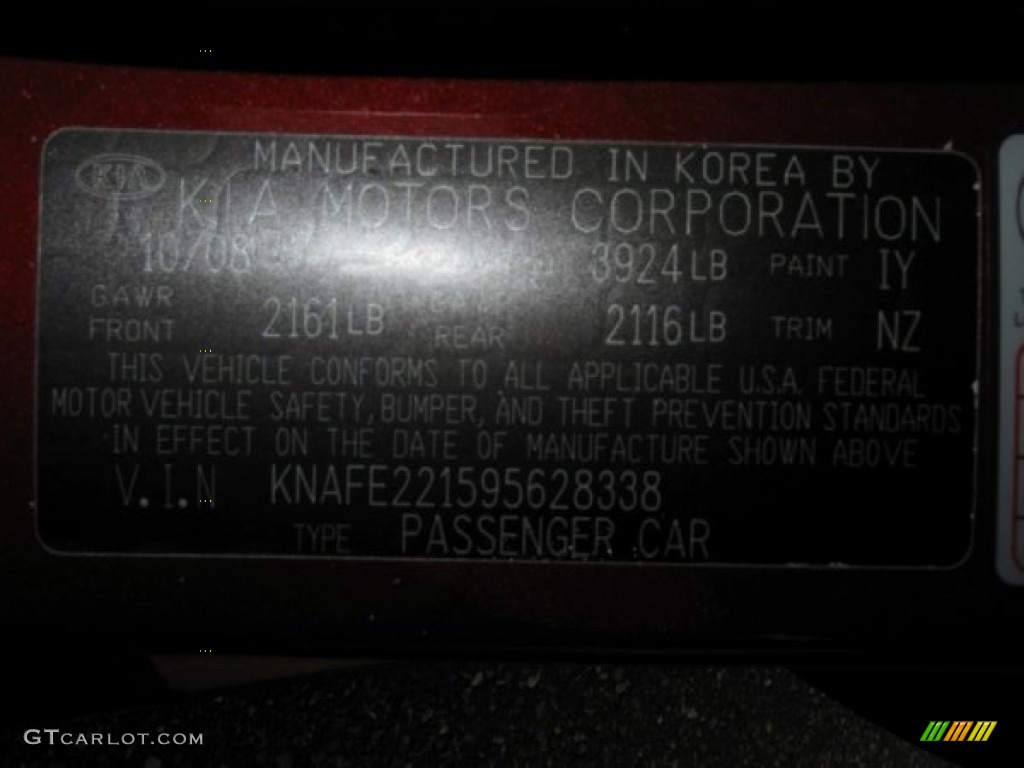 MANUFACTURED IN KOREA BY
KIA KIA MOTORS CORPORATION
10/08 3924LB PAINT IY
GAWR FRONT 2161LB REAR 2116LB TRIM NZ
THIS VEHICLE CONFORMS TO ALL APPLICABLE U.S.A. FEDERAL
MOTOR VEHICLE SAFETY, BUMPER, AND THEFT PREVENTION STANDARDS
IN EFFECT ON THE DATE OF MANUFACTURE SHOWN ABOVE
V.I.N KNAFE221595628338
TYPE PASSENGER CAR
GTCARLOT.COM